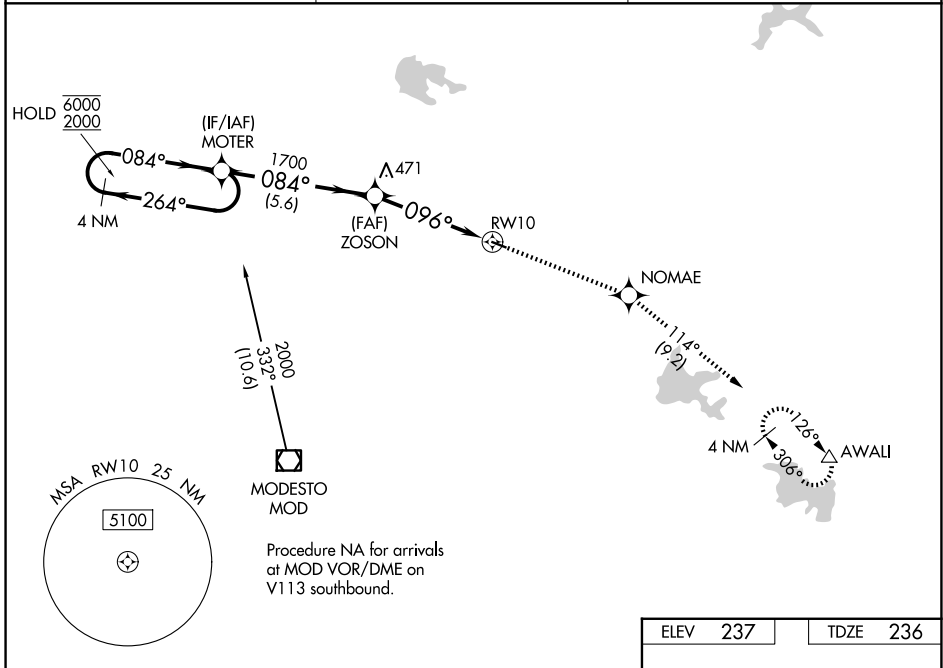 HOLD 6000
2000
(IF/IAF)
MOTER
084°
264°
4 NM
1700
084°
(5.6)
471
(FAF)
ZOSON
096°
RW10
NOMAE
114°
(9.2)
2000
332°
(10.6)
4 NM
126°
306°
AWALI
MODESTO
MOD
MSA RW10 25 NM
5100
Procedure NA for arrivals
at MOD VOR/DME on
V113 southbound.
ELEV 237
TDZE 236